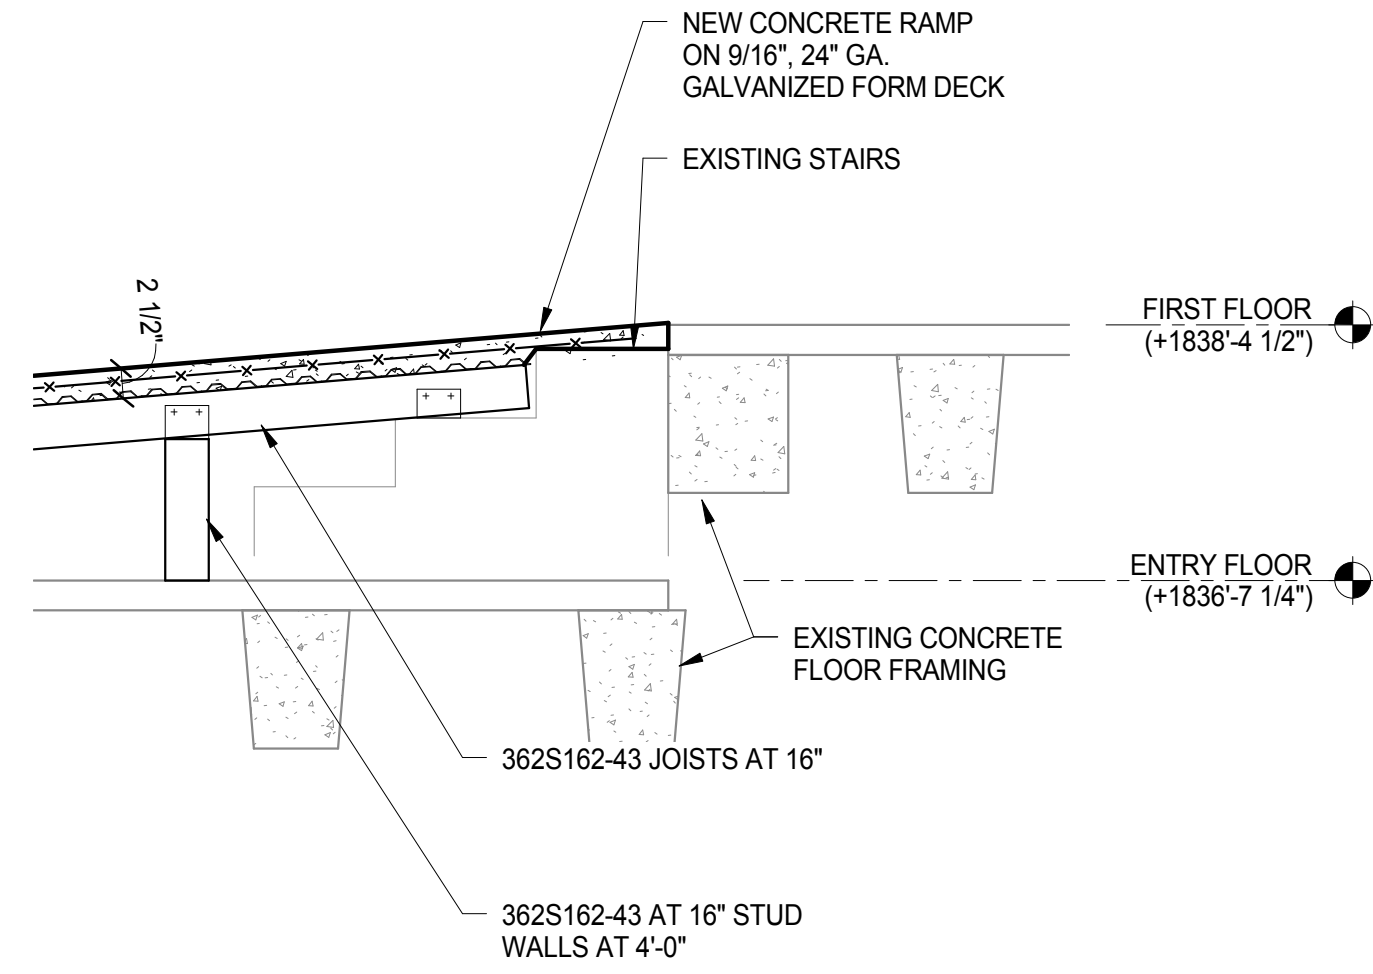 NEW CONCRETE RAMP
ON 9/16", 24" GA.
GALVANIZED FORM DECK
EXISTING STAIRS
2 1/2"
FIRST FLOOR
(+1838'-4 1/2")
ENTRY FLOOR
(+1836'-7 1/4")
EXISTING CONCRETE
FLOOR FRAMING
362S162-43 JOISTS AT 16"
362S162-43 AT 16" STUD
WALLS AT 4'-0"